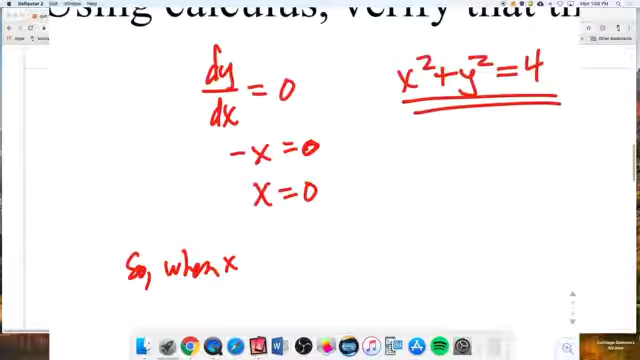 Using calculus, verify that th
dy/dx = 0
x² + y² = 4
-x = 0
x = 0
So, when x